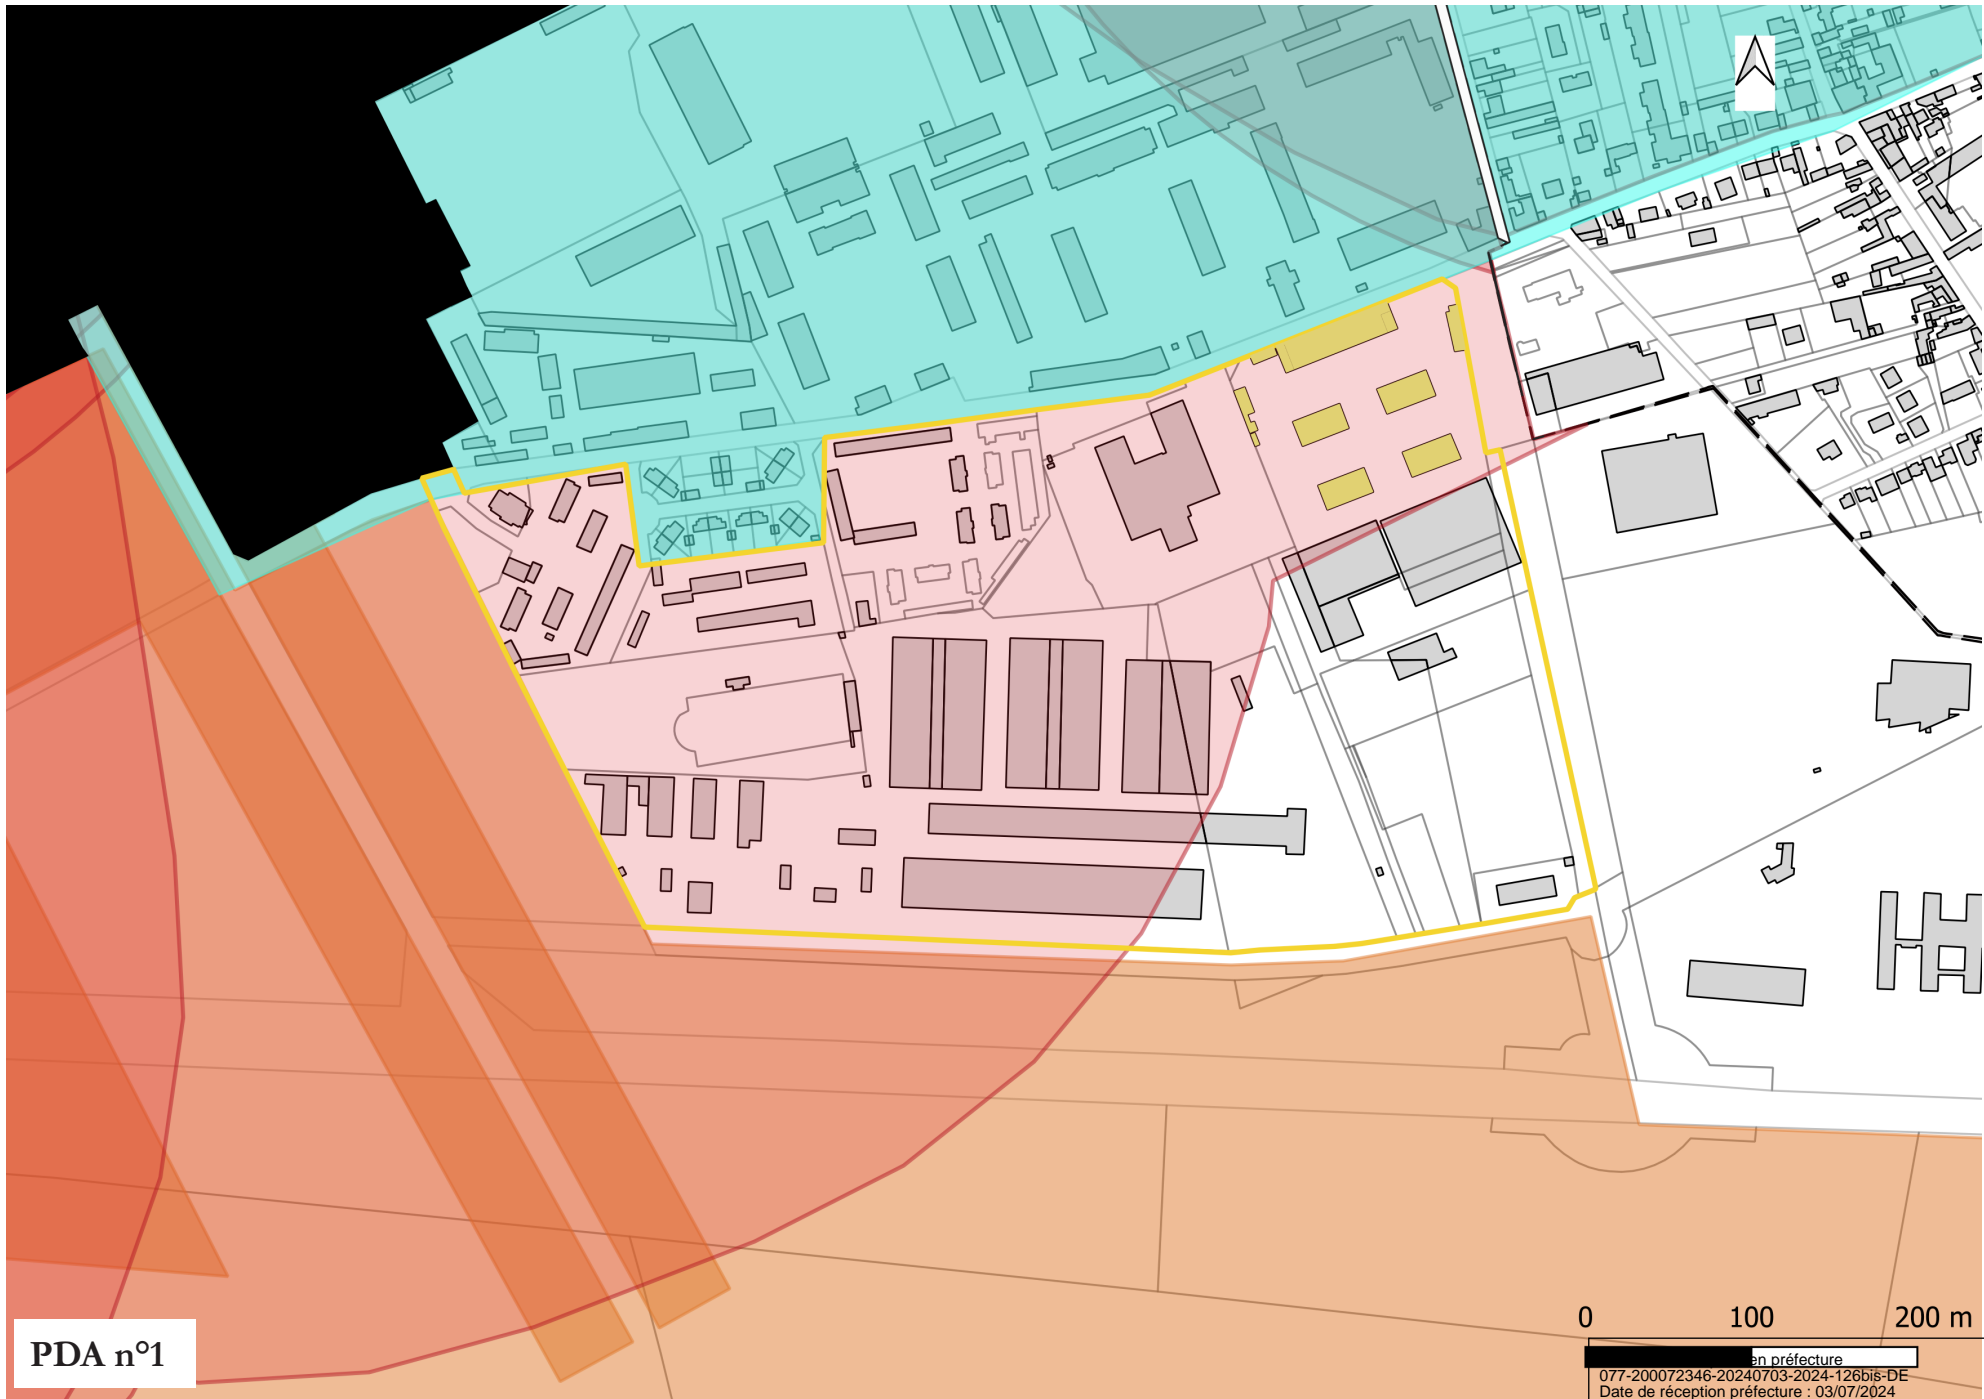 0 100 200 m
en préfecture
077-200072346-20240703-2024-126bis-DE
Date de réception préfecture : 03/07/2024
PDA n°1